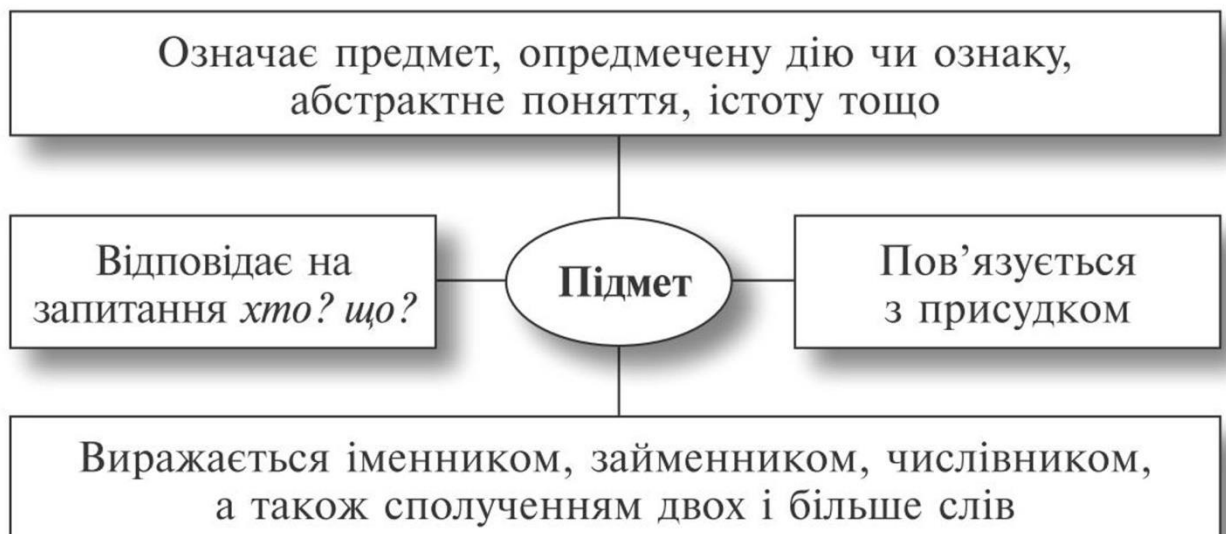 Означає предмет, опредмечену дію чи ознаку,
абстрактне поняття, істоту тощо
Відповідає на
запитання хто? що?
Підмет
Пов’язується
з присудком
Виражається іменником, займенником, числівником,
а також сполученням двох і більше слів